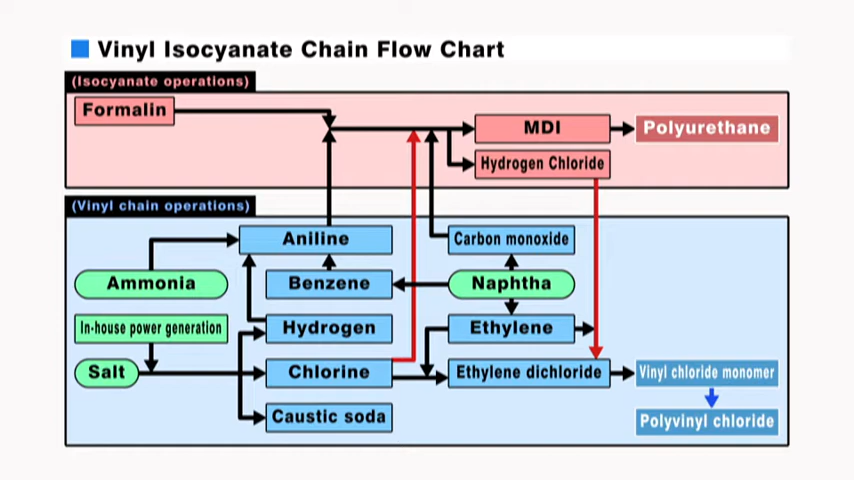 Vinyl Isocyanate Chain Flow Chart
(Isocyanate operations)
Formalin
MDI
Polyurethane
Hydrogen Chloride
(Vinyl chain operations)
Aniline
Carbon monoxide
Ammonia
Benzene
Naphtha
In-house power generation
Hydrogen
Ethylene
Salt
Chlorine
Ethylene dichloride
Vinyl chloride monomer
Caustic soda
Polyvinyl chloride